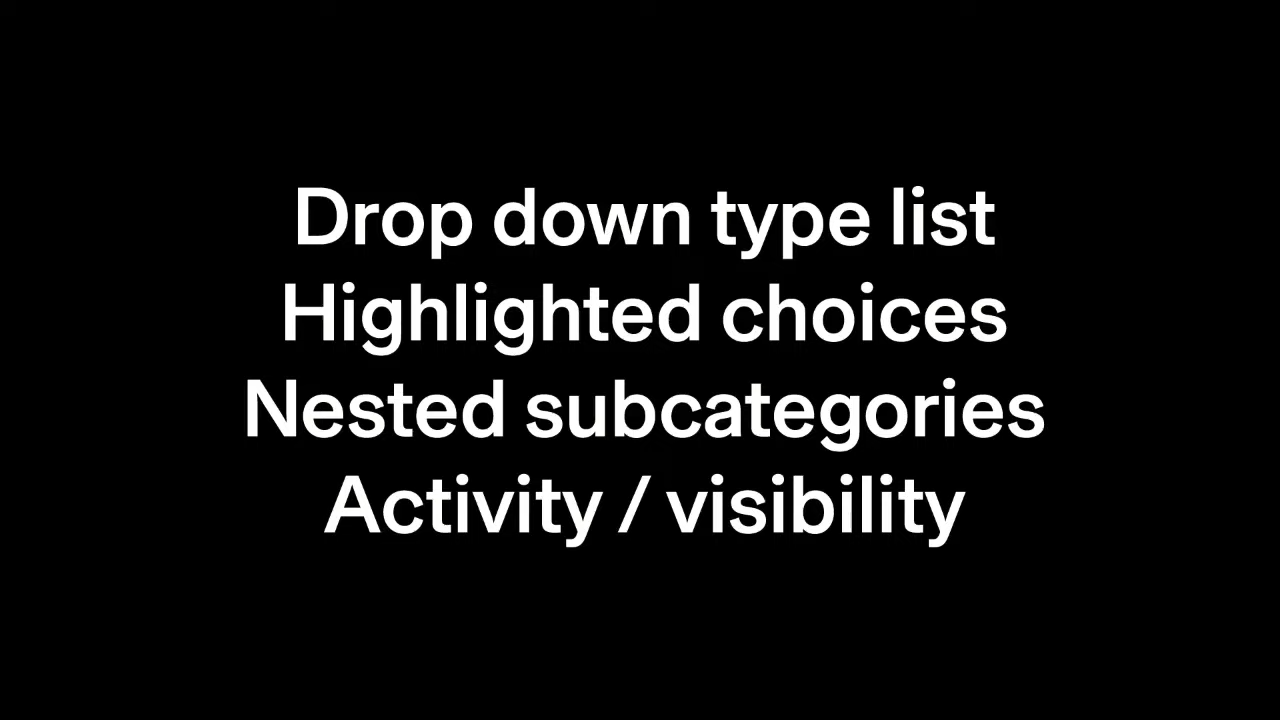 Drop down type list
Highlighted choices
Nested subcategories
Activity / visibility